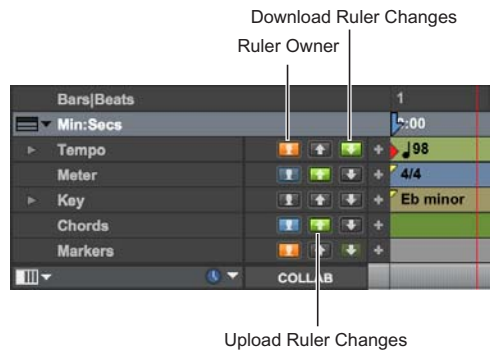 Download Ruler Changes
Ruler Owner
Bars|Beats
1
Min:Secs
0:00
Tempo
98
Meter
4/4
Key
Eb minor
Chords
Markers
COLLAB
Upload Ruler Changes